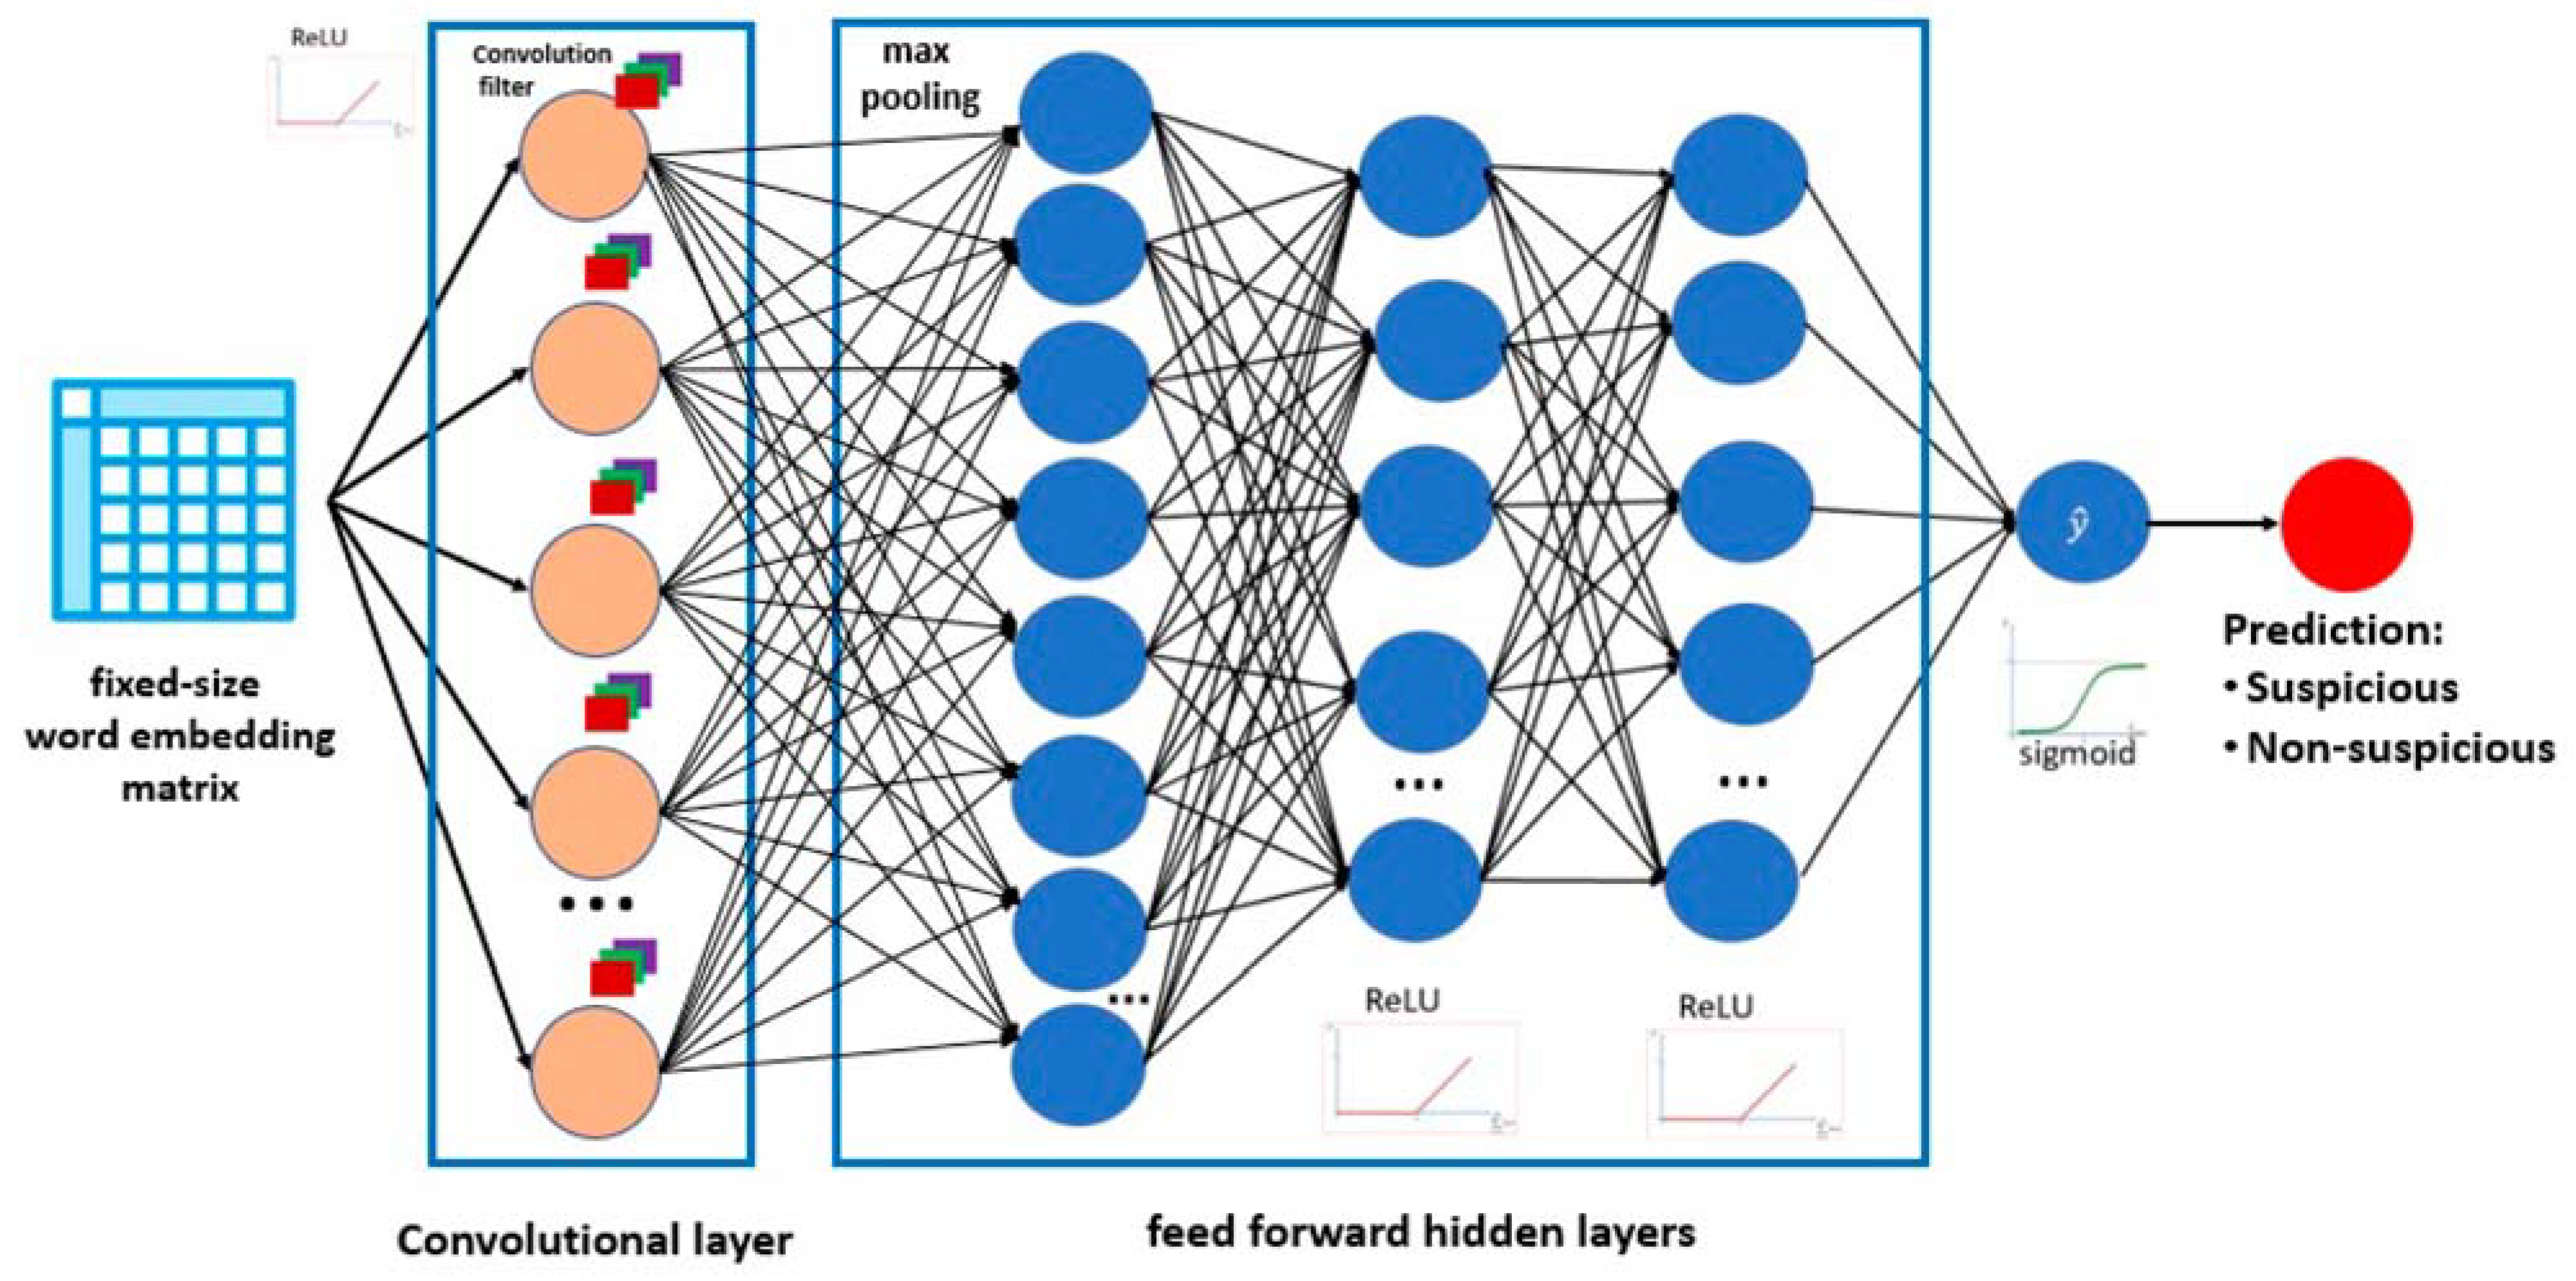 ReLU
Convolution
filter
max
pooling
fixed-size
word embedding
matrix
ŷ
sigmoid
Prediction:
• Suspicious
• Non-suspicious
...
...
...
...
ReLU
ReLU
Convolutional layer
feed forward hidden layers